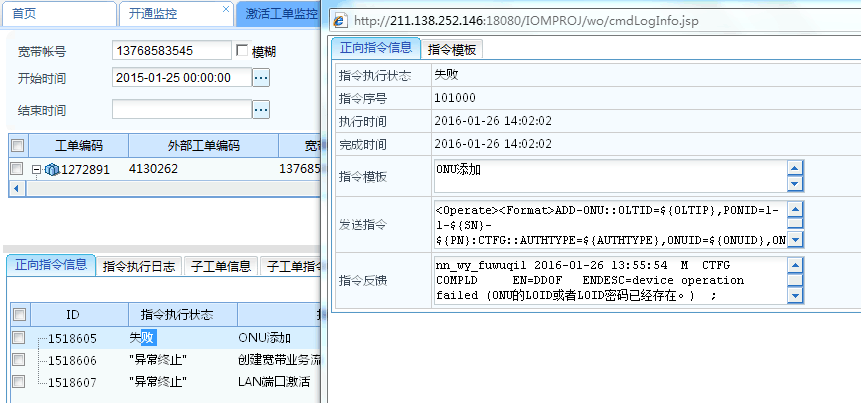 首页
开通监控
激活工单监控
宽带帐号
13768583545
模糊
开始时间
2015-01-25 00:00:00
结束时间
工单编码
外部工单编码
宽带
1272891
4130262
137685
正向指令信息
指令执行日志
子工单信息
子工单指令
ID
指令执行状态
1518605
失败
ONU添加
1518606
"异常终止"
创建宽带业务流
1518607
"异常终止"
LAN端口激活
http://211.138.252.146:18080/IOMPROJ/wo/cmdLogInfo.jsp
正向指令信息
指令模板
指令执行状态
失败
指令序号
101000
执行时间
2016-01-26 14:02:02
完成时间
2016-01-26 14:02:02
指令模板
ONU添加
发送指令
<Operate><Format>ADD-ONU::OLTID=${OLTIP},PONID=1-
1-${SN}-
${PN}:CTFG::AUTHTYPE=${AUTHTYPE},ONUID=${ONUID},ON
指令反馈
nn_wy_fuwuqi1 2016-01-26 13:55:54 M CTFG
COMPLD EN=DDOF ENDESC=device operation
failed (ONU的LOID或者LOID密码已经存在。) ;